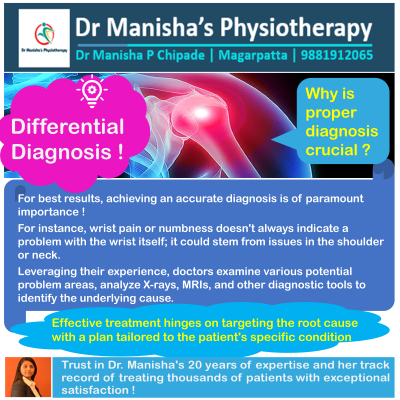 Dr Manisha's Physiotherapy
Dr Manisha's Physiotherapy
Dr Manisha P Chipade | Magarpatta | 9881912065
Differential
Diagnosis !
Why is
proper
diagnosis
crucial ?
For best results, achieving an accurate diagnosis is of paramount
importance !
For instance, wrist pain or numbness doesn't always indicate a
problem with the wrist itself; it could stem from issues in the shoulder
or neck.
Leveraging their experience, doctors examine various potential
problem areas, analyze X-rays, MRIs, and other diagnostic tools to
identify the underlying cause.
Effective treatment hinges on targeting the root cause
with a plan tailored to the patient's specific condition
Trust in Dr. Manisha's 20 years of expertise and her track
record of treating thousands of patients with exceptional
satisfaction !